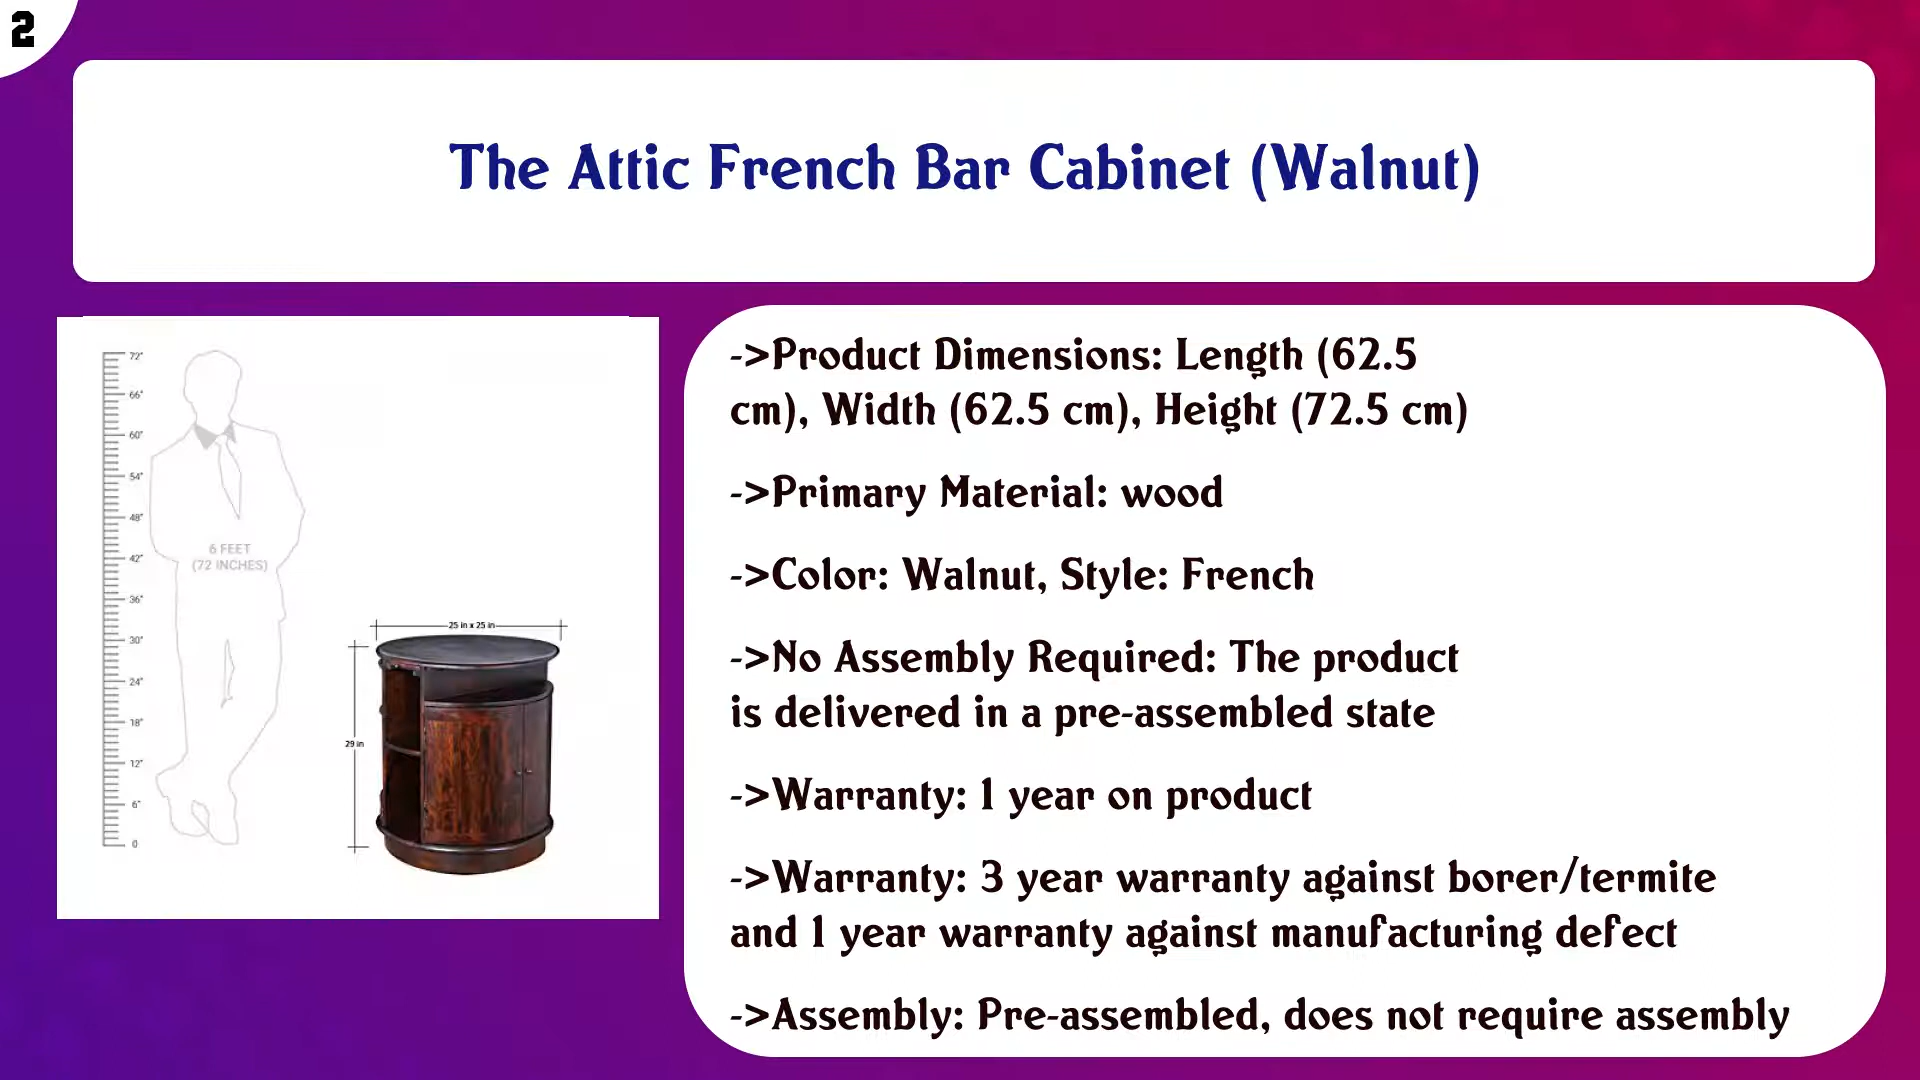 2
The Attic French Bar Cabinet (Walnut)
72"
66"
60"
54"
48"
42"
36"
30"
24"
18"
12"
6"
0
6 FEET
(72 INCHES)
25 in x 25 in
29 in
->Product Dimensions: Length (62.5
cm), Width (62.5 cm), Height (72.5 cm)
->Primary Material: wood
->Color: Walnut, Style: French
->No Assembly Required: The product
is delivered in a pre-assembled state
->Warranty: 1 year on product
->Warranty: 3 year warranty against borer/termite
and 1 year warranty against manufacturing defect
->Assembly: Pre-assembled, does not require assembly